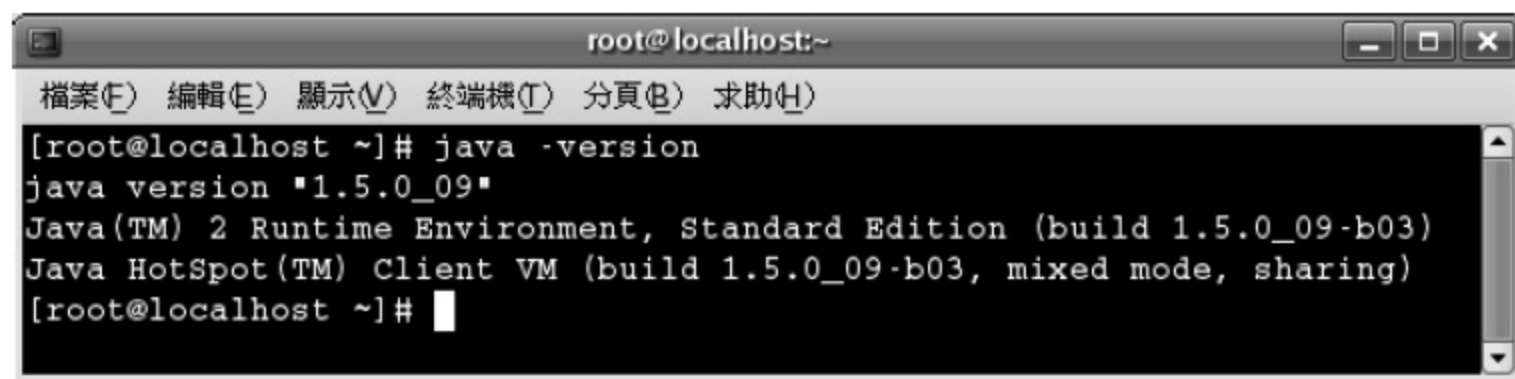 root@localhost:~
檔案(F) 編輯(E) 顯示(V) 終端機(T) 分頁(B) 求助(H)
[root@localhost ~]# java -version
java version "1.5.0_09"
Java(TM) 2 Runtime Environment, Standard Edition (build 1.5.0_09-b03)
Java HotSpot(TM) Client VM (build 1.5.0_09-b03, mixed mode, sharing)
[root@localhost ~]#